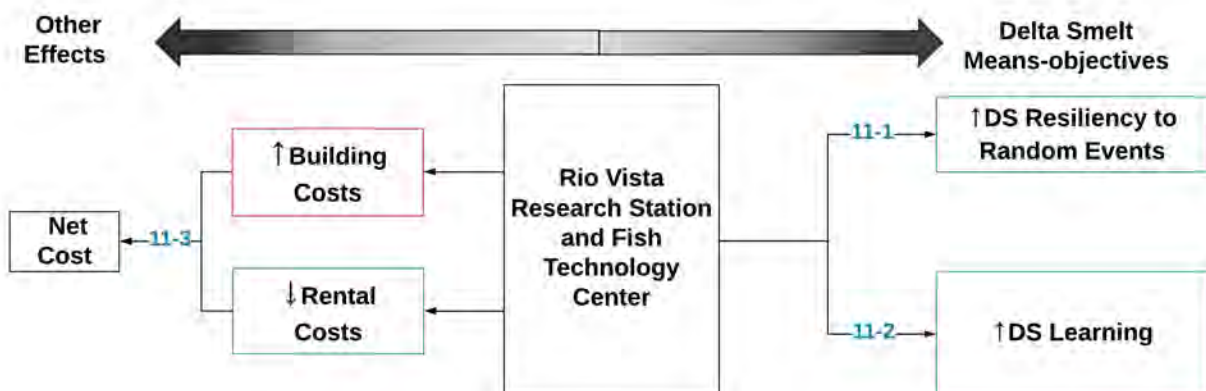 Other
Effects
Delta Smelt
Means-objectives
↑Building
Costs
↓Rental
Costs
Net
Cost
11-3
Rio Vista
Research Station
and Fish
Technology
Center
11-1
↑DS Resiliency to
Random Events
11-2
↑DS Learning